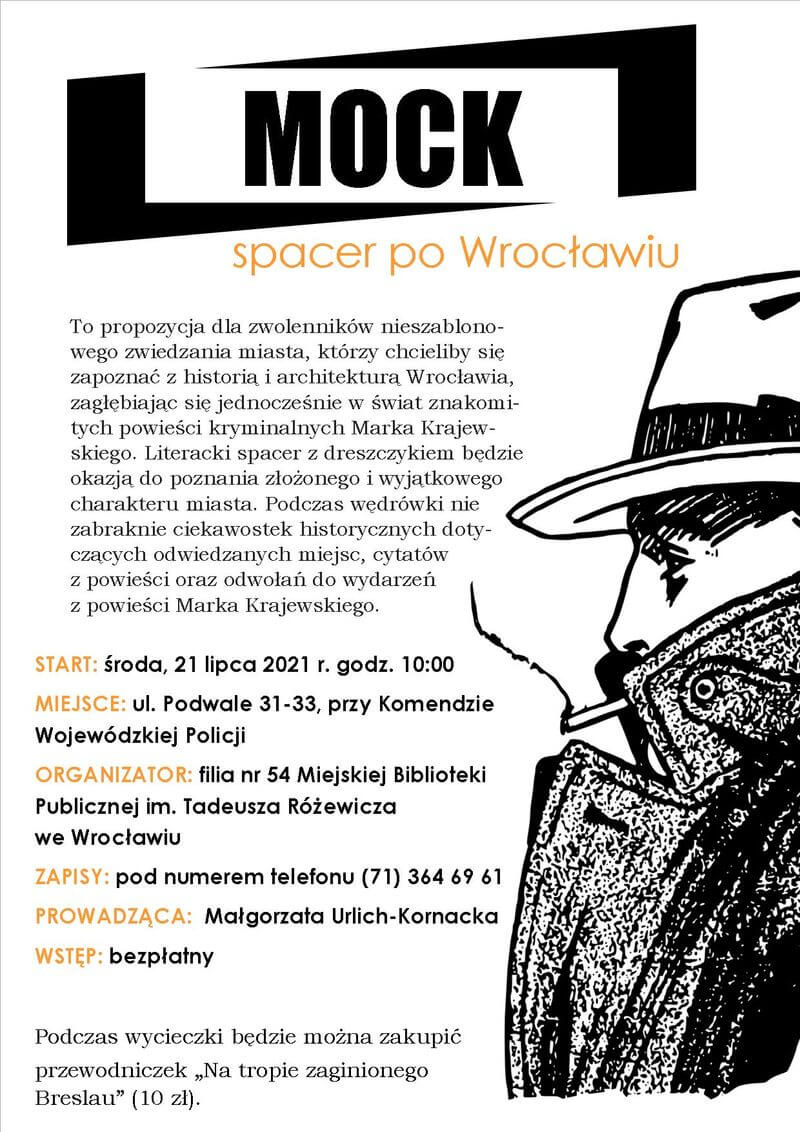 MOCK
spacer po Wrocławiu
To propozycja dla zwolenników nieszablono-
wego zwiedzania miasta, którzy chcieliby się
zapoznać z historią i architekturą Wrocławia,
zagłębiając się jednocześnie w świat znakomi-
tych powieści kryminalnych Marka Krajew-
skiego. Literacki spacer z dreszczykiem będzie
okazją do poznania złożonego i wyjątkowego
charakteru miasta. Podczas wędrówki nie
zabraknie ciekawostek historycznych doty-
czących odwiedzanych miejsc, cytatów
z powieści oraz odwołań do wydarzeń
z powieści Marka Krajewskiego.
START: środa, 21 lipca 2021 r. godz. 10:00
MIEJSCE: ul. Podwale 31-33, przy Komendzie
Wojewódzkiej Policji
ORGANIZATOR: filia nr 54 Miejskiej Biblioteki
Publicznej im. Tadeusza Różewicza
we Wrocławiu
ZAPISY: pod numerem telefonu (71) 364 69 61
PROWADZĄCA: Małgorzata Urlich-Kornacka
WSTĘP: bezpłatny
Podczas wycieczki będzie można zakupić
przewodniczek „Na tropie zaginionego
Breslau” (10 zł).